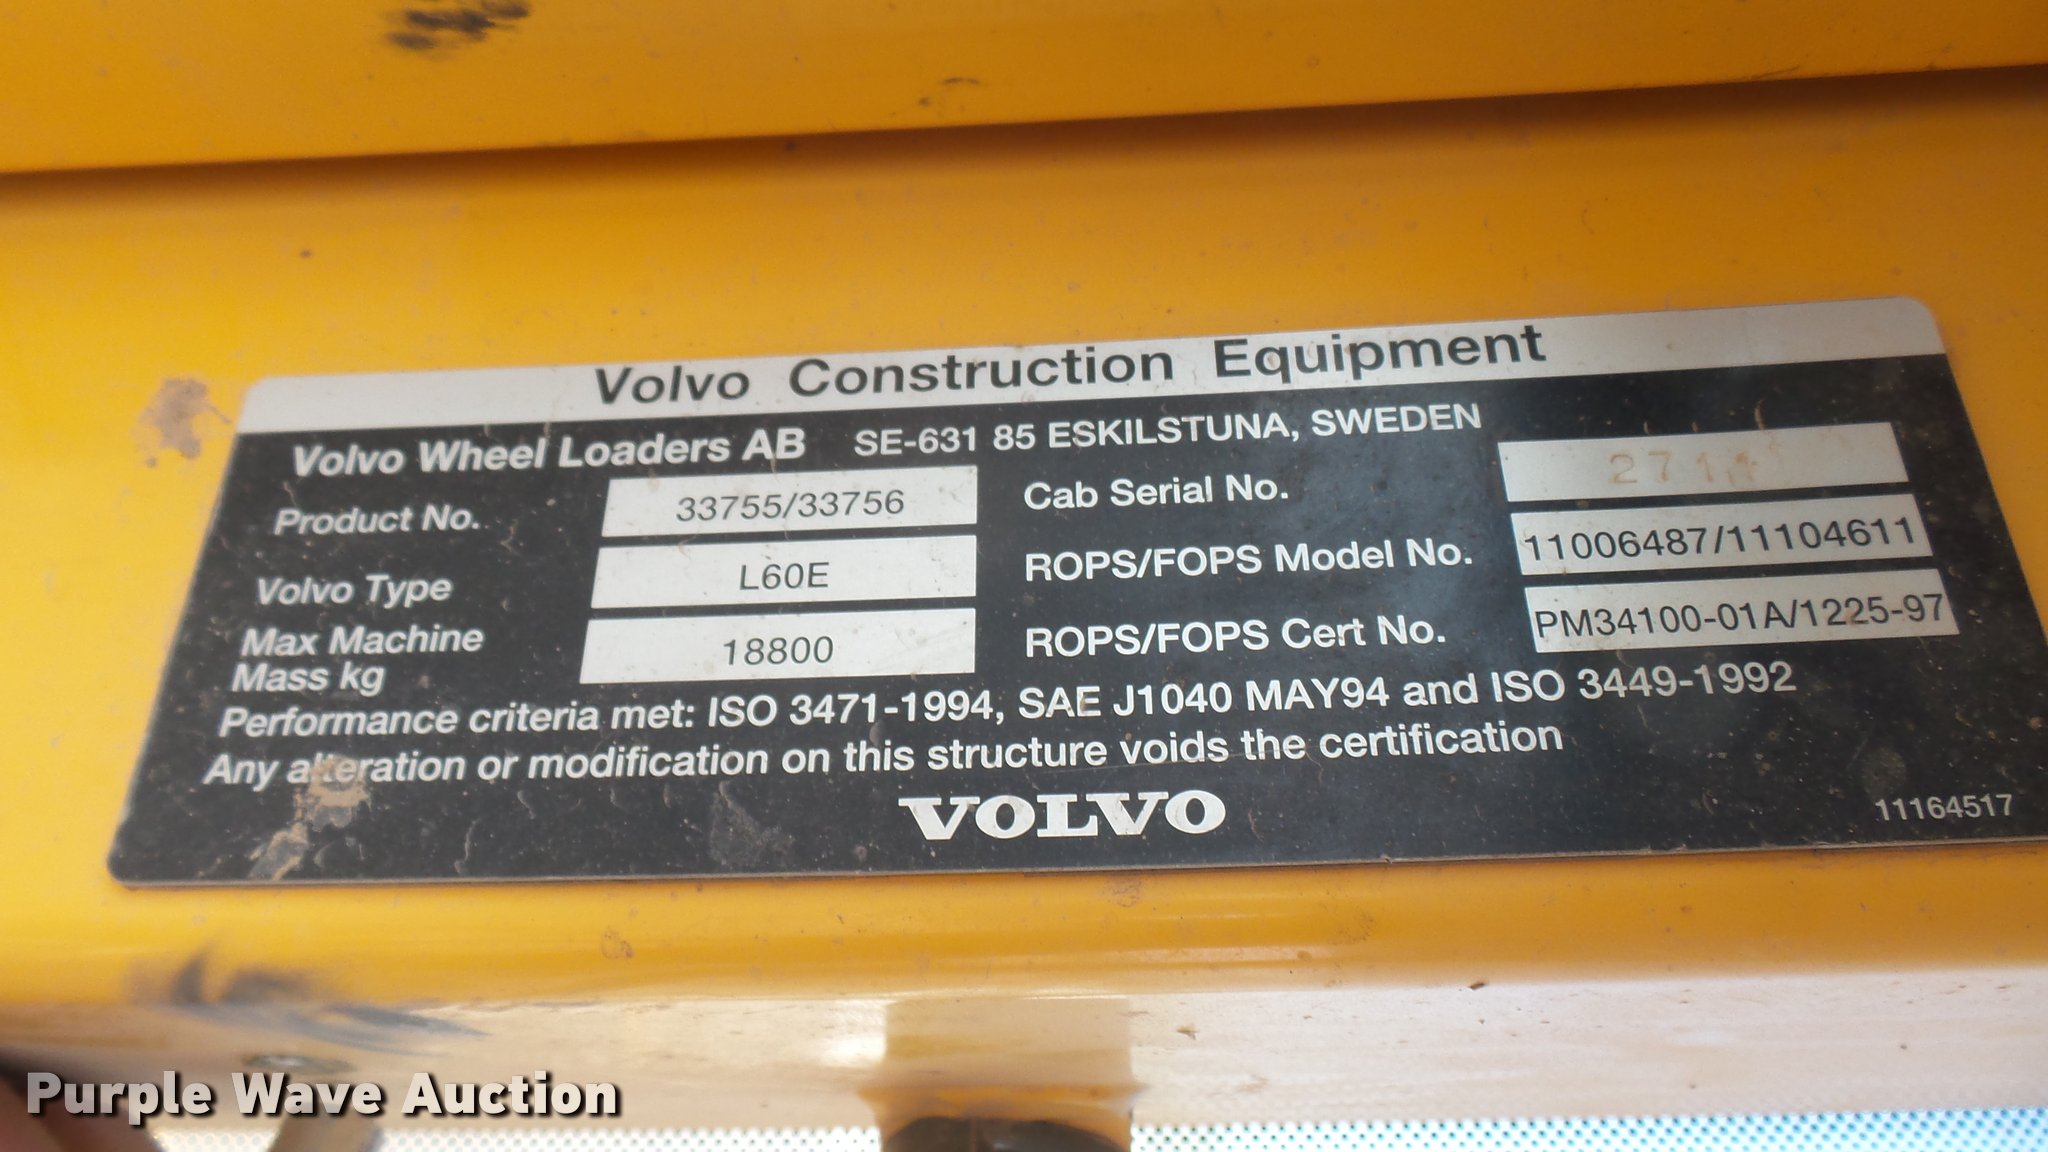 Volvo Construction Equipment
Volvo Wheel Loaders AB SE-631 85 ESKILSTUNA, SWEDEN
Product No. 33755/33756
Volvo Type L60E
Max Machine
Mass kg 18800
Cab Serial No.
ROPS/FOPS Model No. 11006487/11104611
ROPS/FOPS Cert No. PM34100-01A/1225-97
Performance criteria met: ISO 3471-1994, SAE J1040 MAY94 and ISO 3449-1992
Any alteration or modification on this structure voids the certification
VOLVO
11164517
Purple Wave Auction